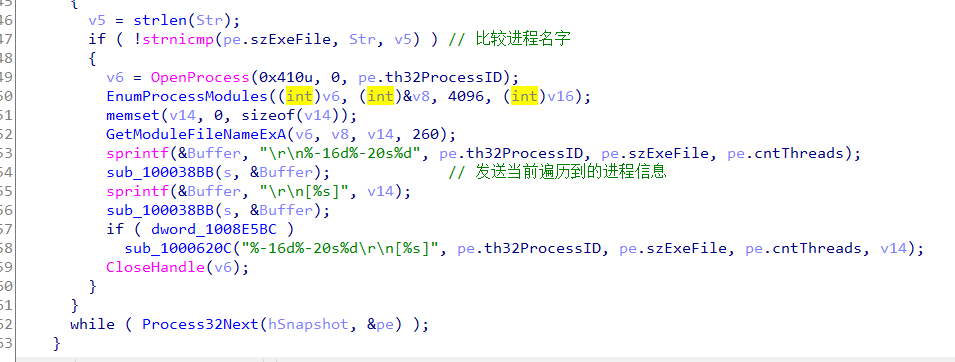 {
46 v5 = strlen(Str);
47 if ( !strnicmp(pe.szExeFile, Str, v5) ) // 比较进程名字
48 {
49 v6 = OpenProcess(0x410u, 0, pe.th32ProcessID);
50 EnumProcessModules((int)v6, (int)&v8, 4096, (int)v16);
51 memset(v14, 0, sizeof(v14));
52 GetModuleFileNameExA(v6, v8, v14, 260);
53 sprintf(&Buffer, "\r\n%-16d%-20s%d", pe.th32ProcessID, pe.szExeFile, pe.cntThreads);
54 sub_100038BB(s, &Buffer); // 发送当前遍历到的进程信息
55 sprintf(&Buffer, "\r\n[%s]", v14);
56 sub_100038BB(s, &Buffer);
57 if ( dword_1008E5BC )
58 sub_1000620C("%-16d%-20s%d\r\n[%s]", pe.th32ProcessID, pe.szExeFile, pe.cntThreads, v14);
59 CloseHandle(v6);
60 }
61 }
62 while ( Process32Next(hSnapshot, &pe) );
63 }